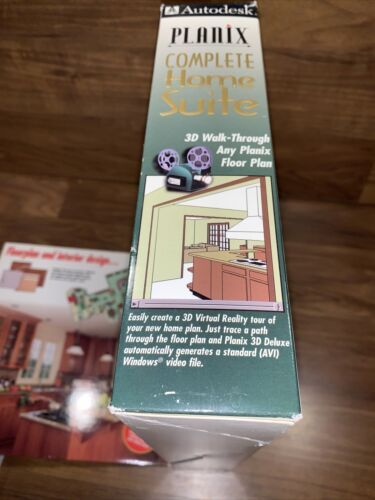 Autodesk.
PLANIX
COMPLETE
Home
Suite
3D Walk-Through
Any Planix
Floor Plan
Easily create a 3D Virtual Reality tour of
your new home plan. Just trace a path
through the floor plan and Planix 3D Deluxe
automatically generates a standard (AVI)
Windows® video file.
Floorplan and interior design...